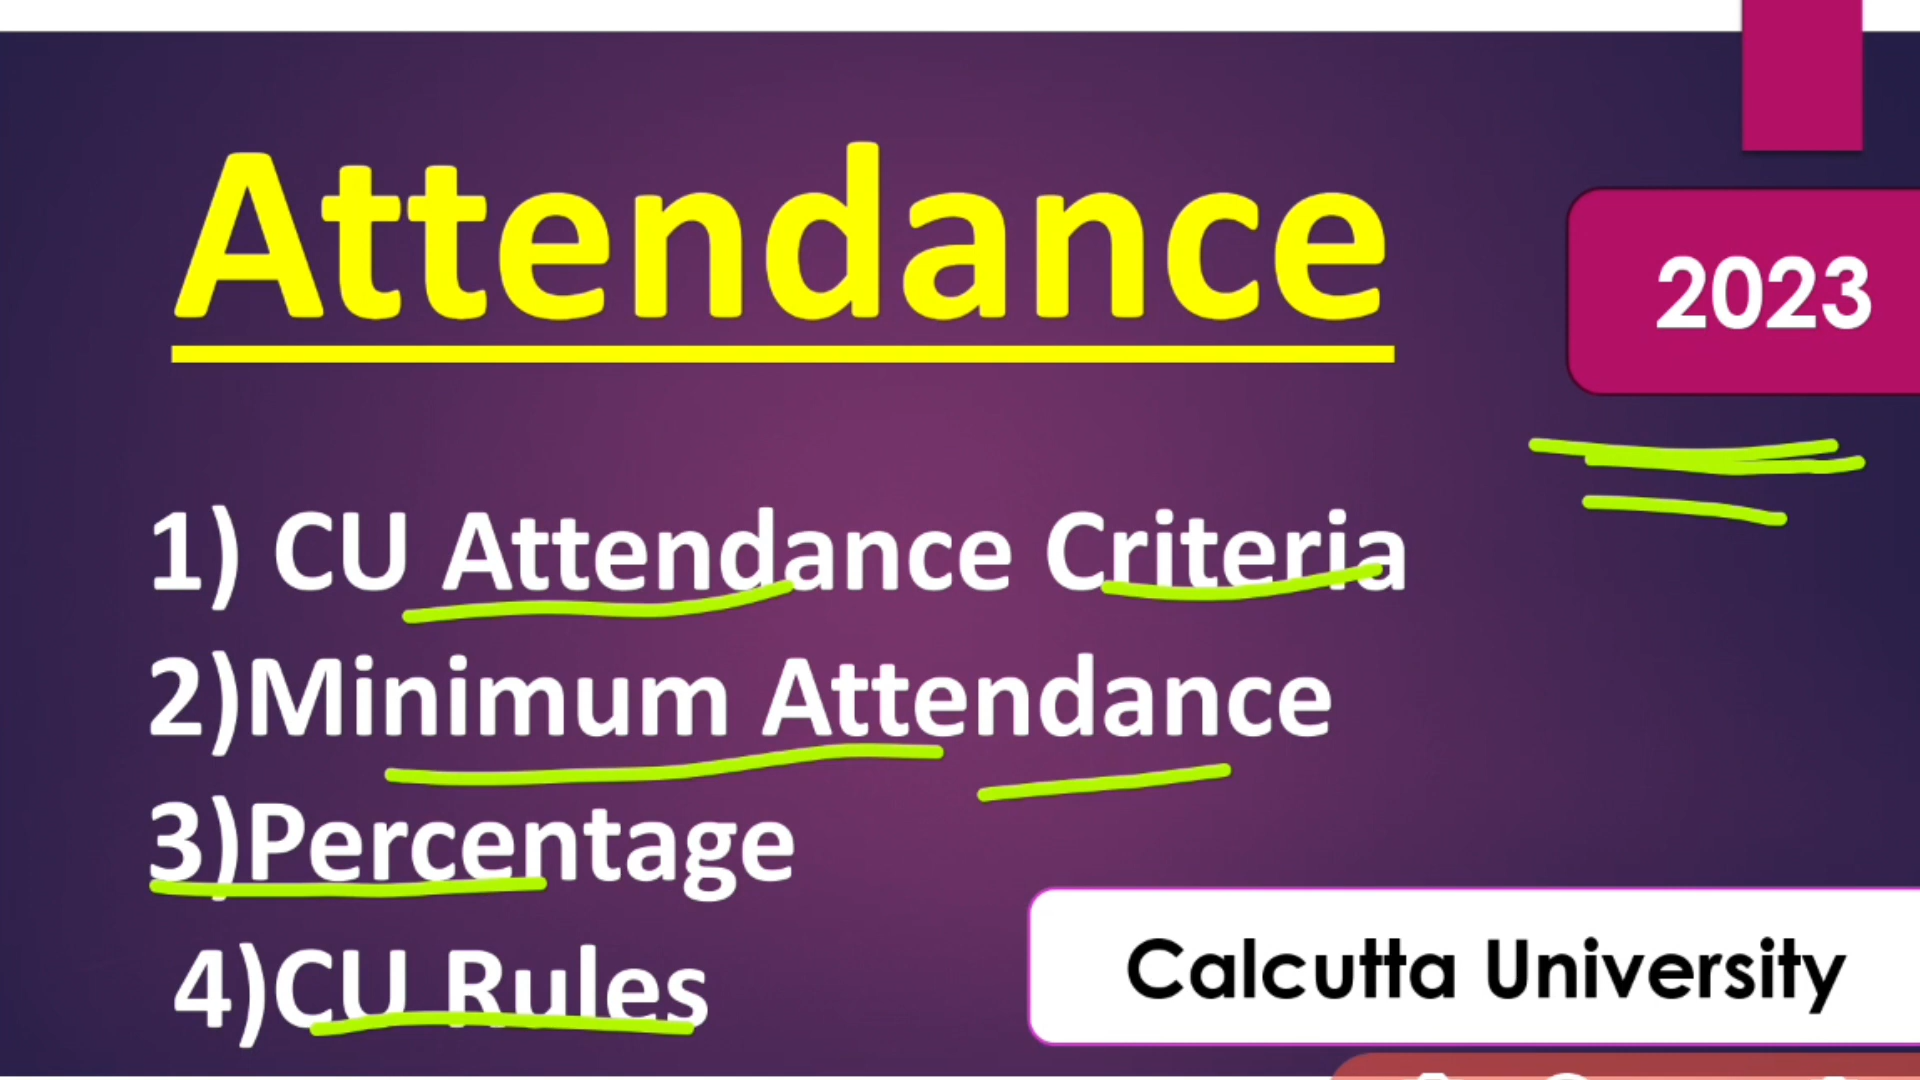 Attendance
2023
1) CU Attendance Criteria
2)Minimum Attendance
3)Percentage
4)CU Rules
Calcutta University